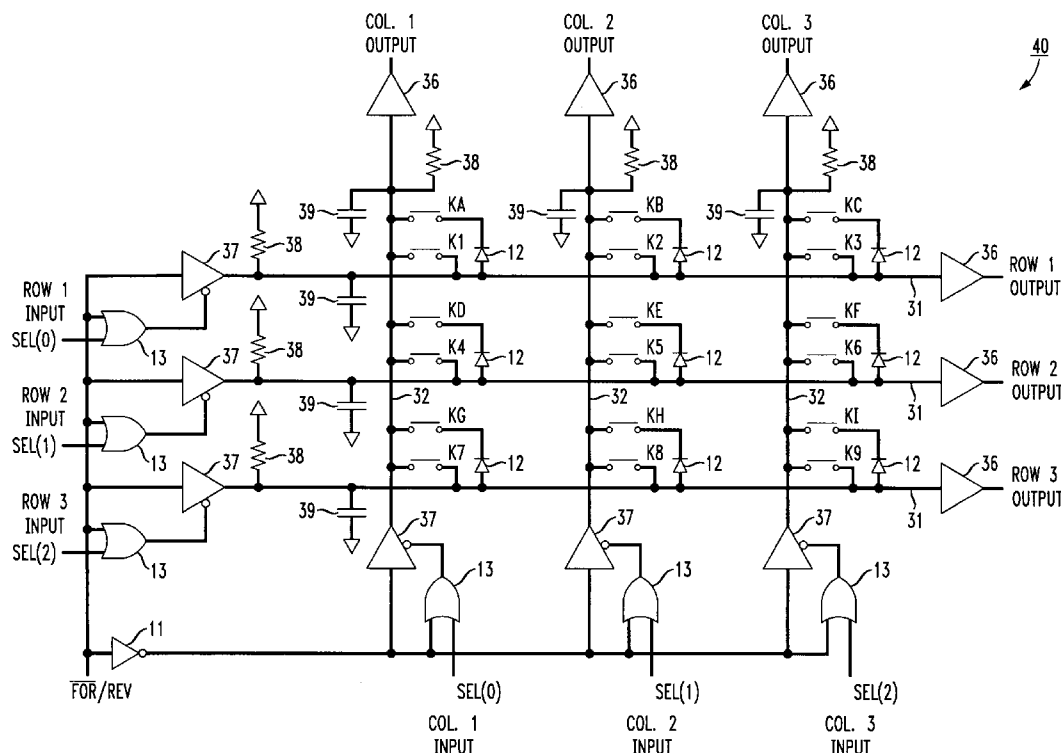 COL. 1
OUTPUT
COL. 2
OUTPUT
COL. 3
OUTPUT
40
36
36
36
38
38
38
39
KA
39
KB
39
KC
37
38
12
12
12
K1
K2
K3
36
ROW 1
OUTPUT
ROW 1
INPUT
SEL(0)
13
39
31
38
KD
KE
KF
37
12
12
12
K4
K5
K6
36
ROW 2
OUTPUT
ROW 2
INPUT
SEL(1)
13
39
32
32
32
31
38
KG
KH
KI
37
12
12
12
K7
K8
K9
36
ROW 3
OUTPUT
ROW 3
INPUT
SEL(2)
13
39
31
37
37
37
13
13
13
11
FOR/REV
SEL(0)
SEL(1)
SEL(2)
COL. 1
INPUT
COL. 2
INPUT
COL. 3
INPUT